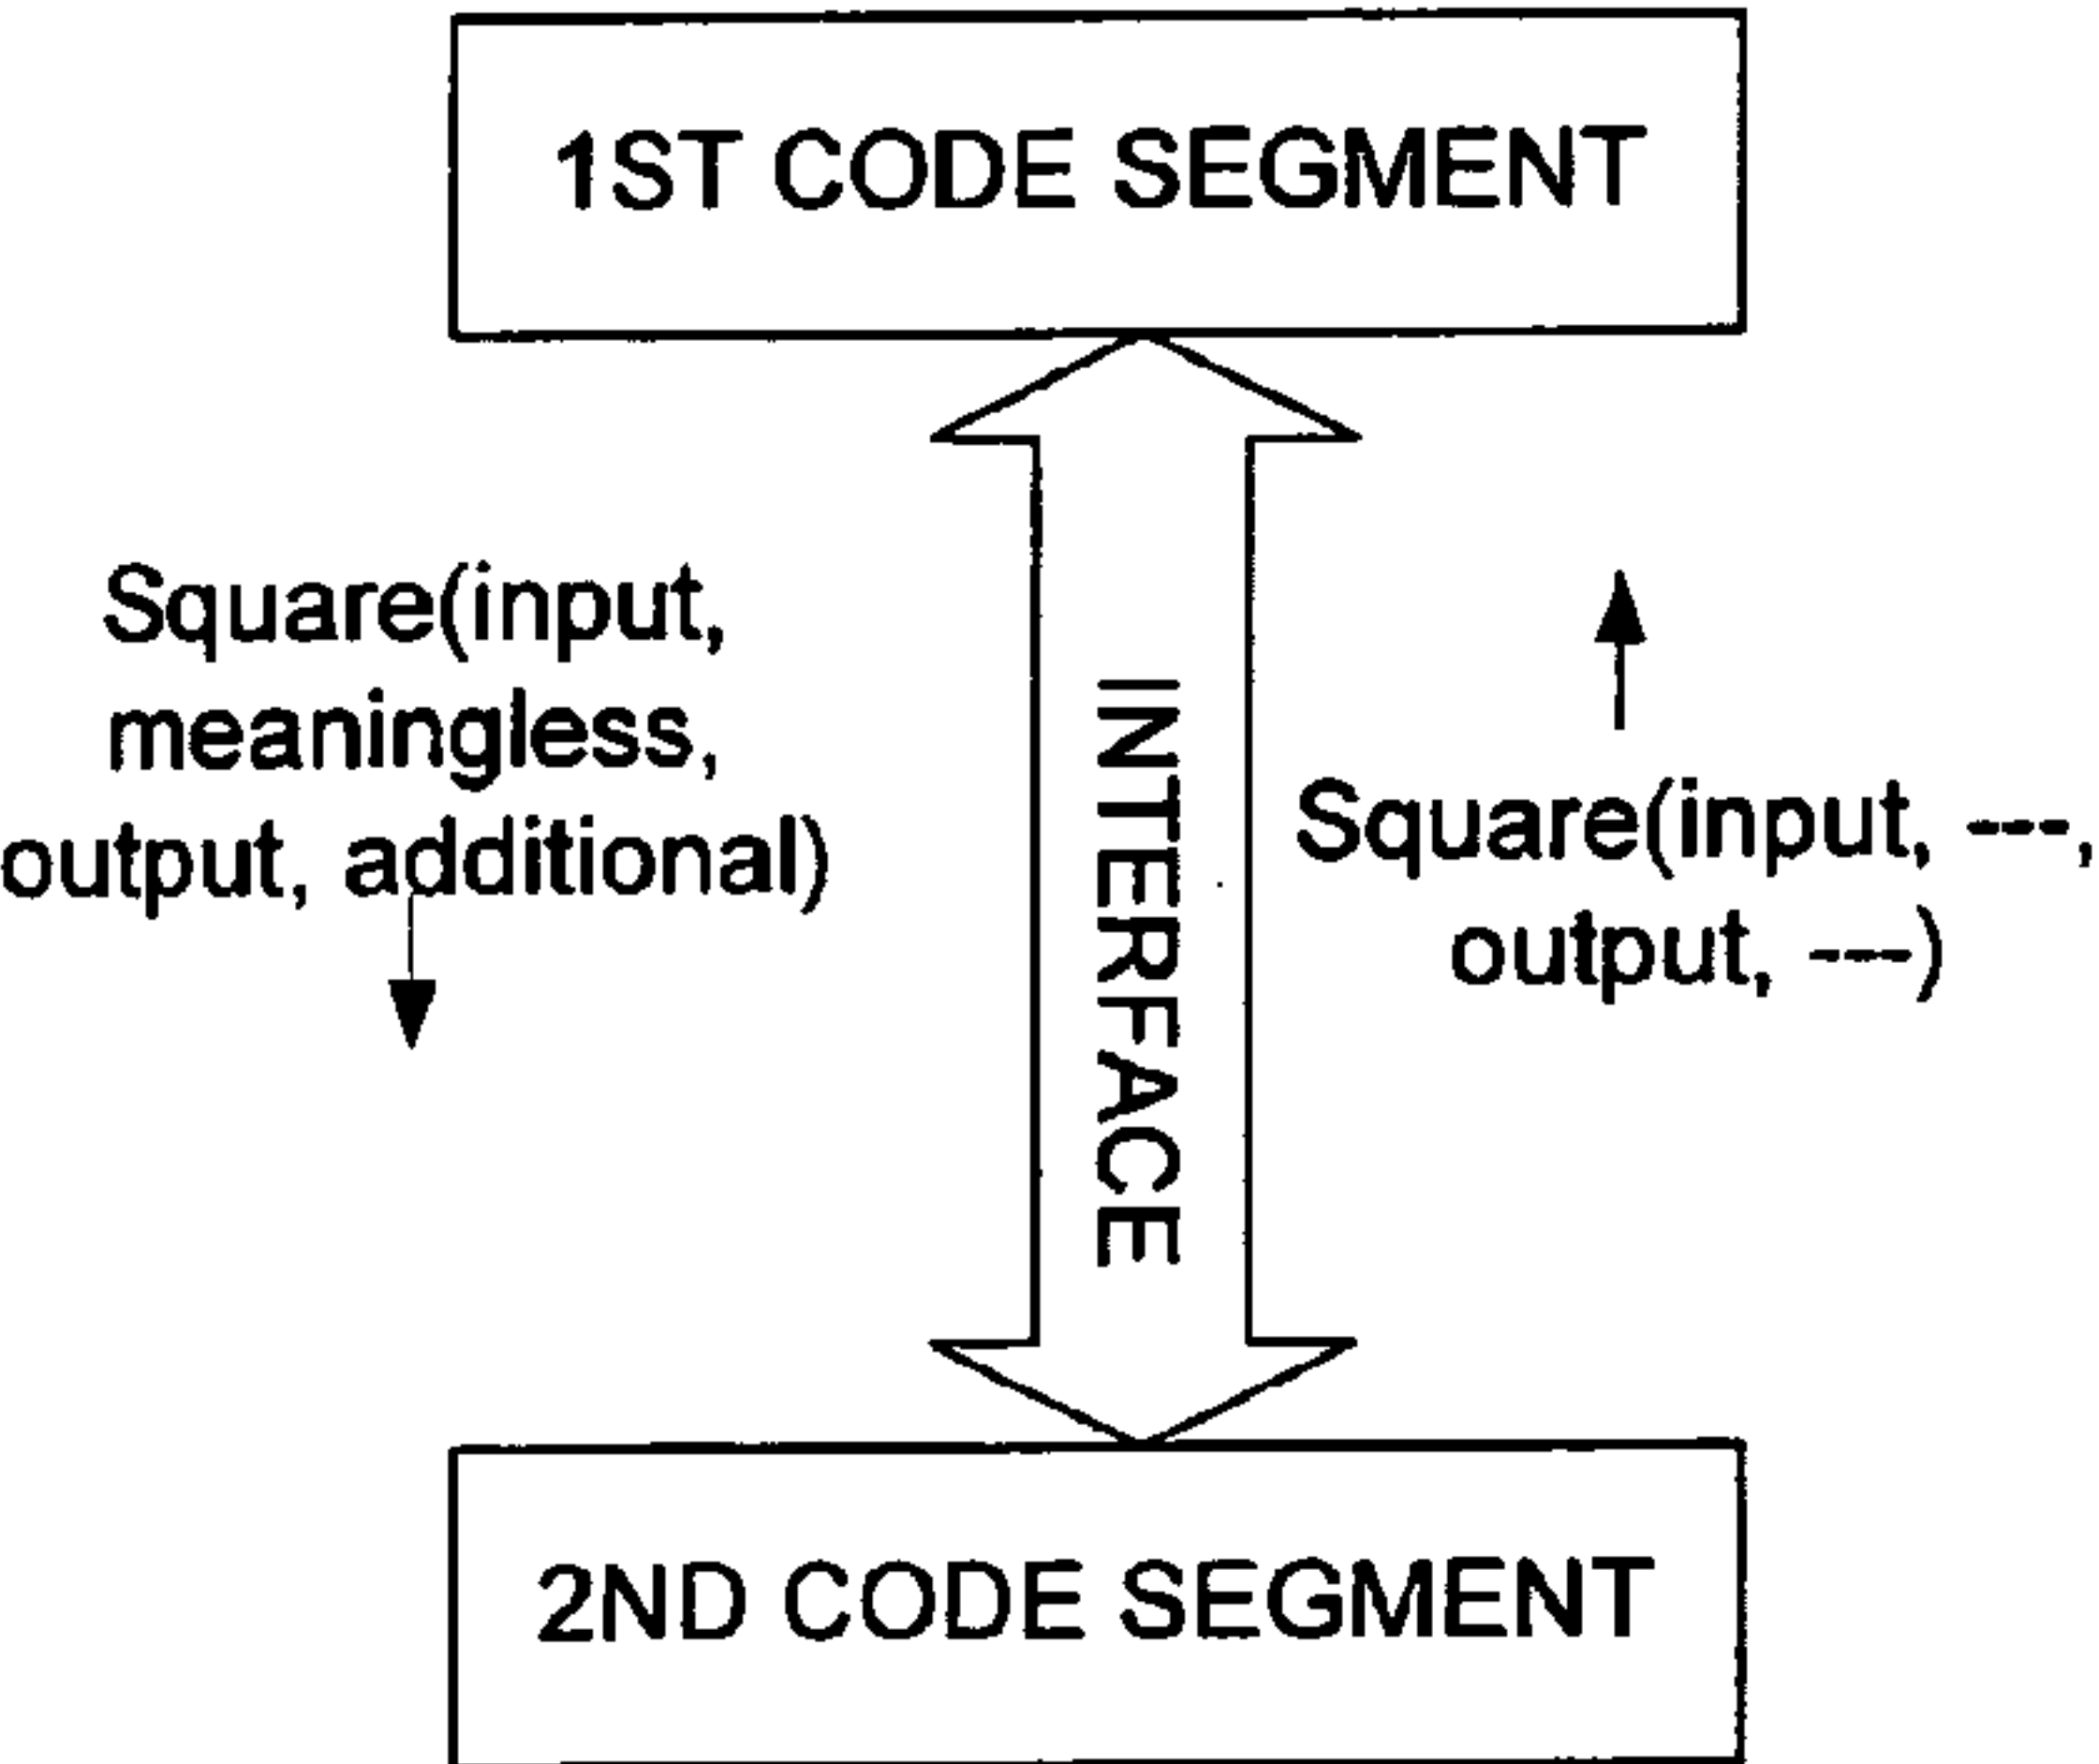 1ST CODE SEGMENT
Square(input,
meaningless,
output, additional)
INTERFACE
Square(input, ---,
output, ---)
2ND CODE SEGMENT